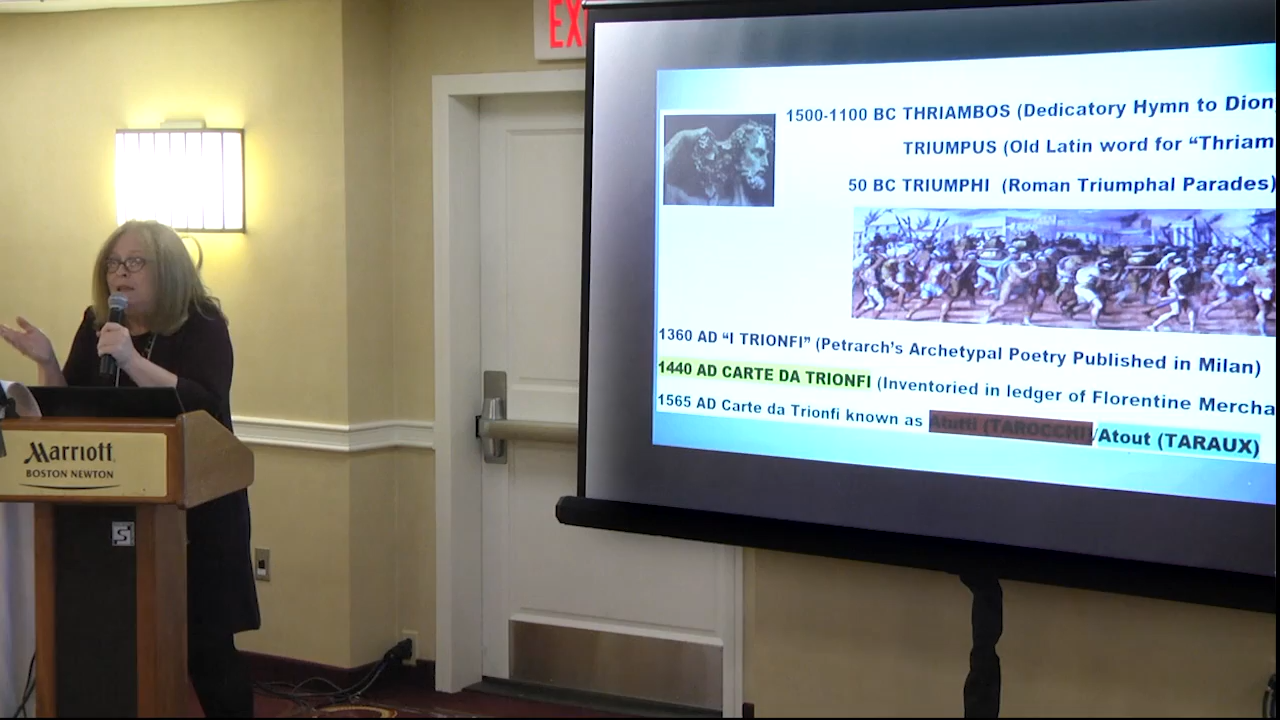 EX
1500-1100 BC THRIAMBOS (Dedicatory Hymn to Dion
TRIUMPUS (Old Latin word for “Thriam
50 BC TRIUMPHI (Roman Triumphal Parades)
1360 AD “I TRIONFI” (Petrarch’s Archetypal Poetry Published in Milan)
1440 AD CARTE DA TRIONFI (Inventoried in ledger of Florentine Mercha
1565 AD Carte da Trionfi known as Atutti (TAROCCHI)/Atout (TARAUX)
Marriott
BOSTON NEWTON